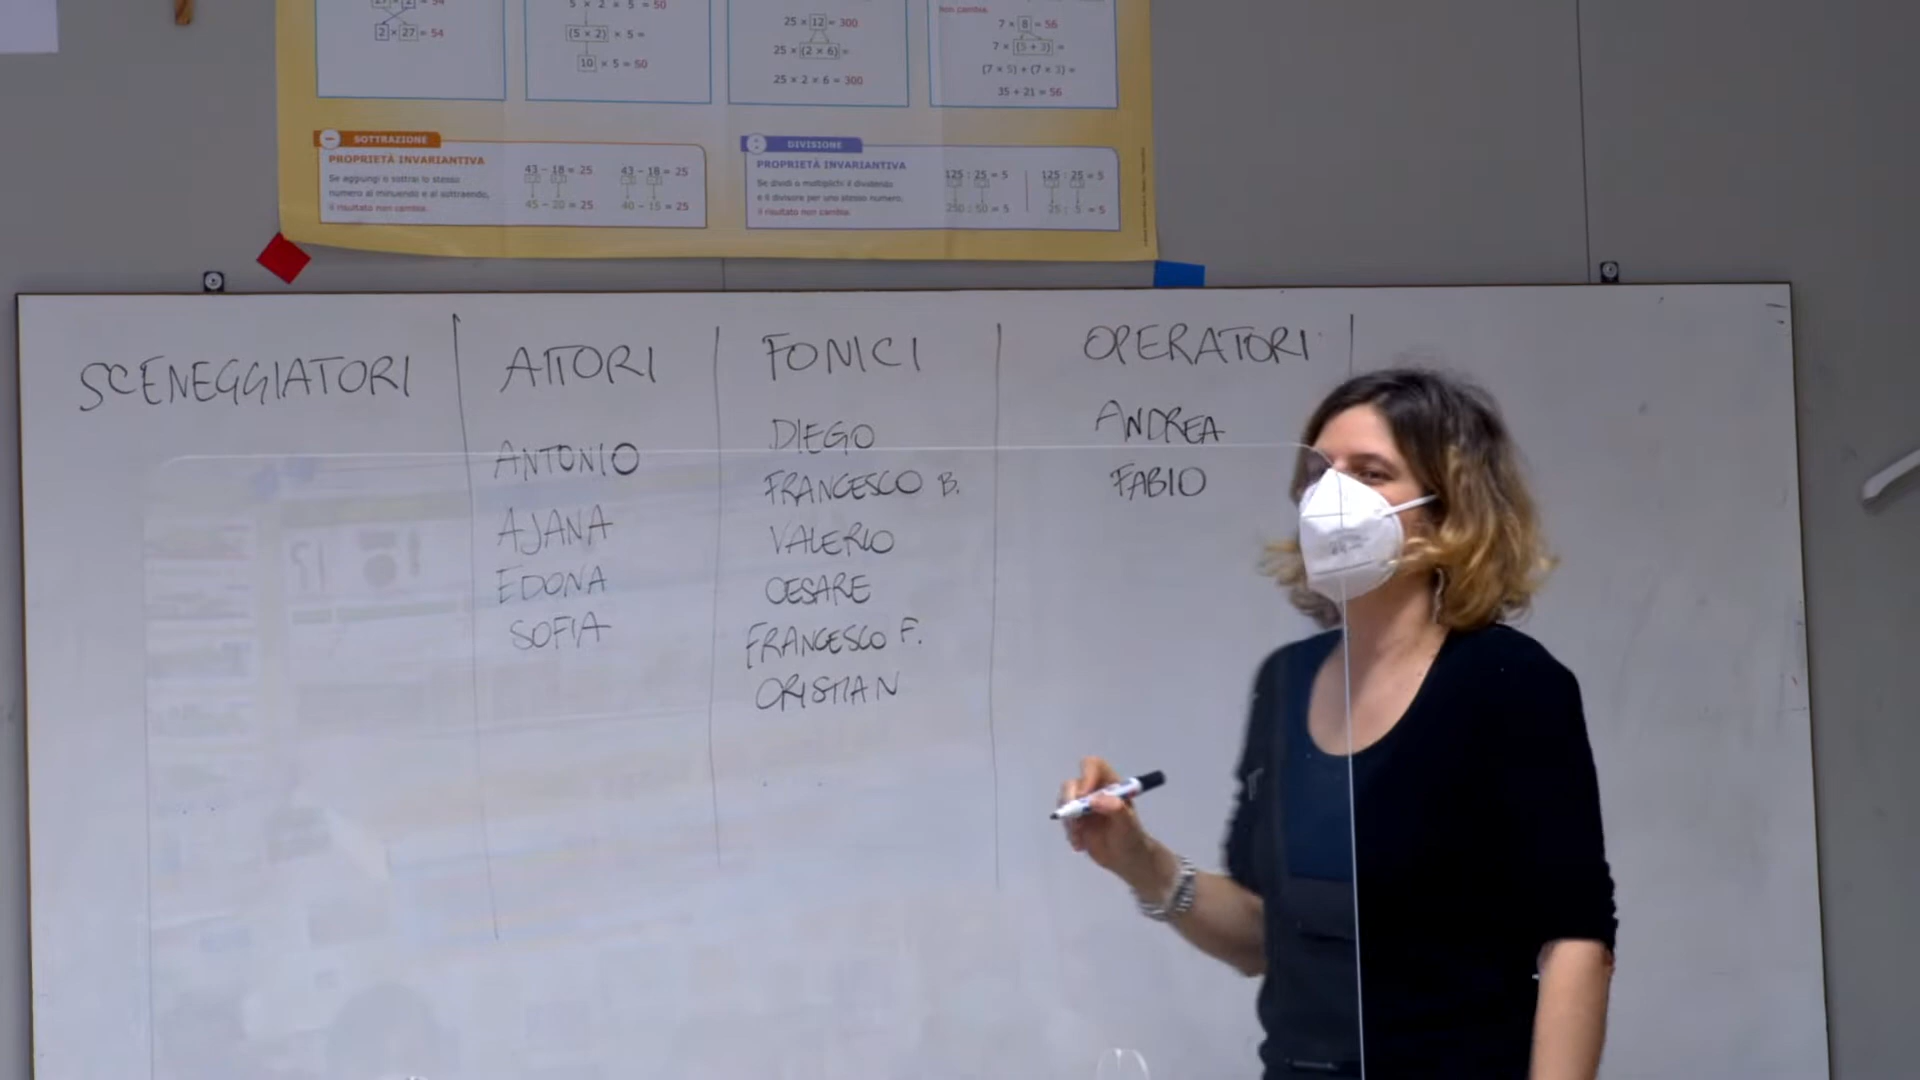 27 × 2 = 54
2 × 27 = 54
5 × 2 × 5 = 50
(5 × 2) × 5 =
10 × 5 = 50
25 × 12 = 300
25 × (2 × 6) =
25 × 2 × 6 = 300
non cambia.
7 × 8 = 56
7 × (5 + 3) =
(7 × 5) + (7 × 3) =
35 + 21 = 56
− SOTTRAZIONE
PROPRIETÀ INVARIANTIVA
Se aggiungi o sottrai lo stesso
numero al minuendo e al sottraendo,
il risultato non cambia.
43 − 18 = 25
45 − 20 = 25
43 − 18 = 25
40 − 15 = 25
: DIVISIONE
PROPRIETÀ INVARIANTIVA
Se dividi o moltiplichi il dividendo
e il divisore per uno stesso numero,
il risultato non cambia.
125 : 25 = 5
250 : 50 = 5
125 : 25 = 5
25 : 5 = 5
SCENEGGIATORI
ATTORI
ANTONIO
AJANA
EDONA
SOFIA
FONICI
DIEGO
FRANCESCO B.
VALERIO
CESARE
FRANCESCO F.
CRISTIAN
OPERATORI
ANDREA
FABIO